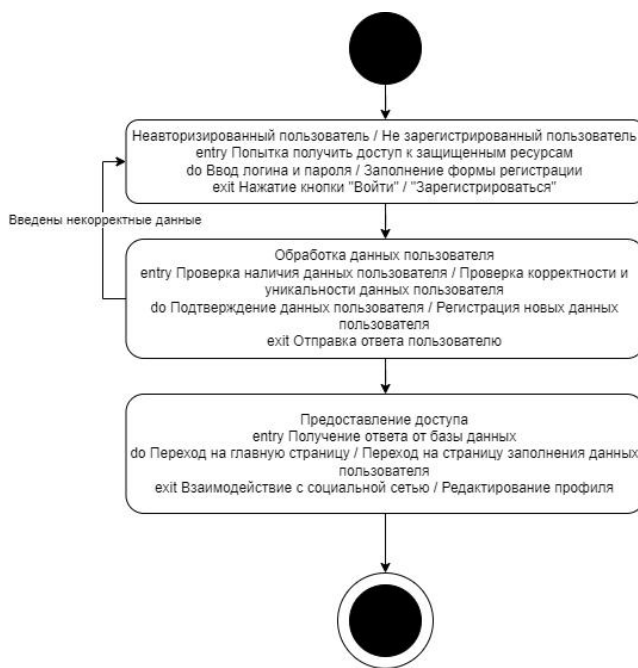 Неавторизированный пользователь / Не зарегистрированный пользователь
entry Попытка получить доступ к защищенным ресурсам
do Ввод логина и пароля / Заполнение формы регистрации
exit Нажатие кнопки "Войти" / "Зарегистрироваться"
Введены некорректные данные
Обработка данных пользователя
entry Проверка наличия данных пользователя / Проверка корректности и
уникальности данных пользователя
do Подтверждение данных пользователя / Регистрация новых данных
пользователя
exit Отправка ответа пользователю
Предоставление доступа
entry Получение ответа от базы данных
do Переход на главную страницу / Переход на страницу заполнения данных
пользователя
exit Взаимодействие с социальной сетью / Редактирование профиля